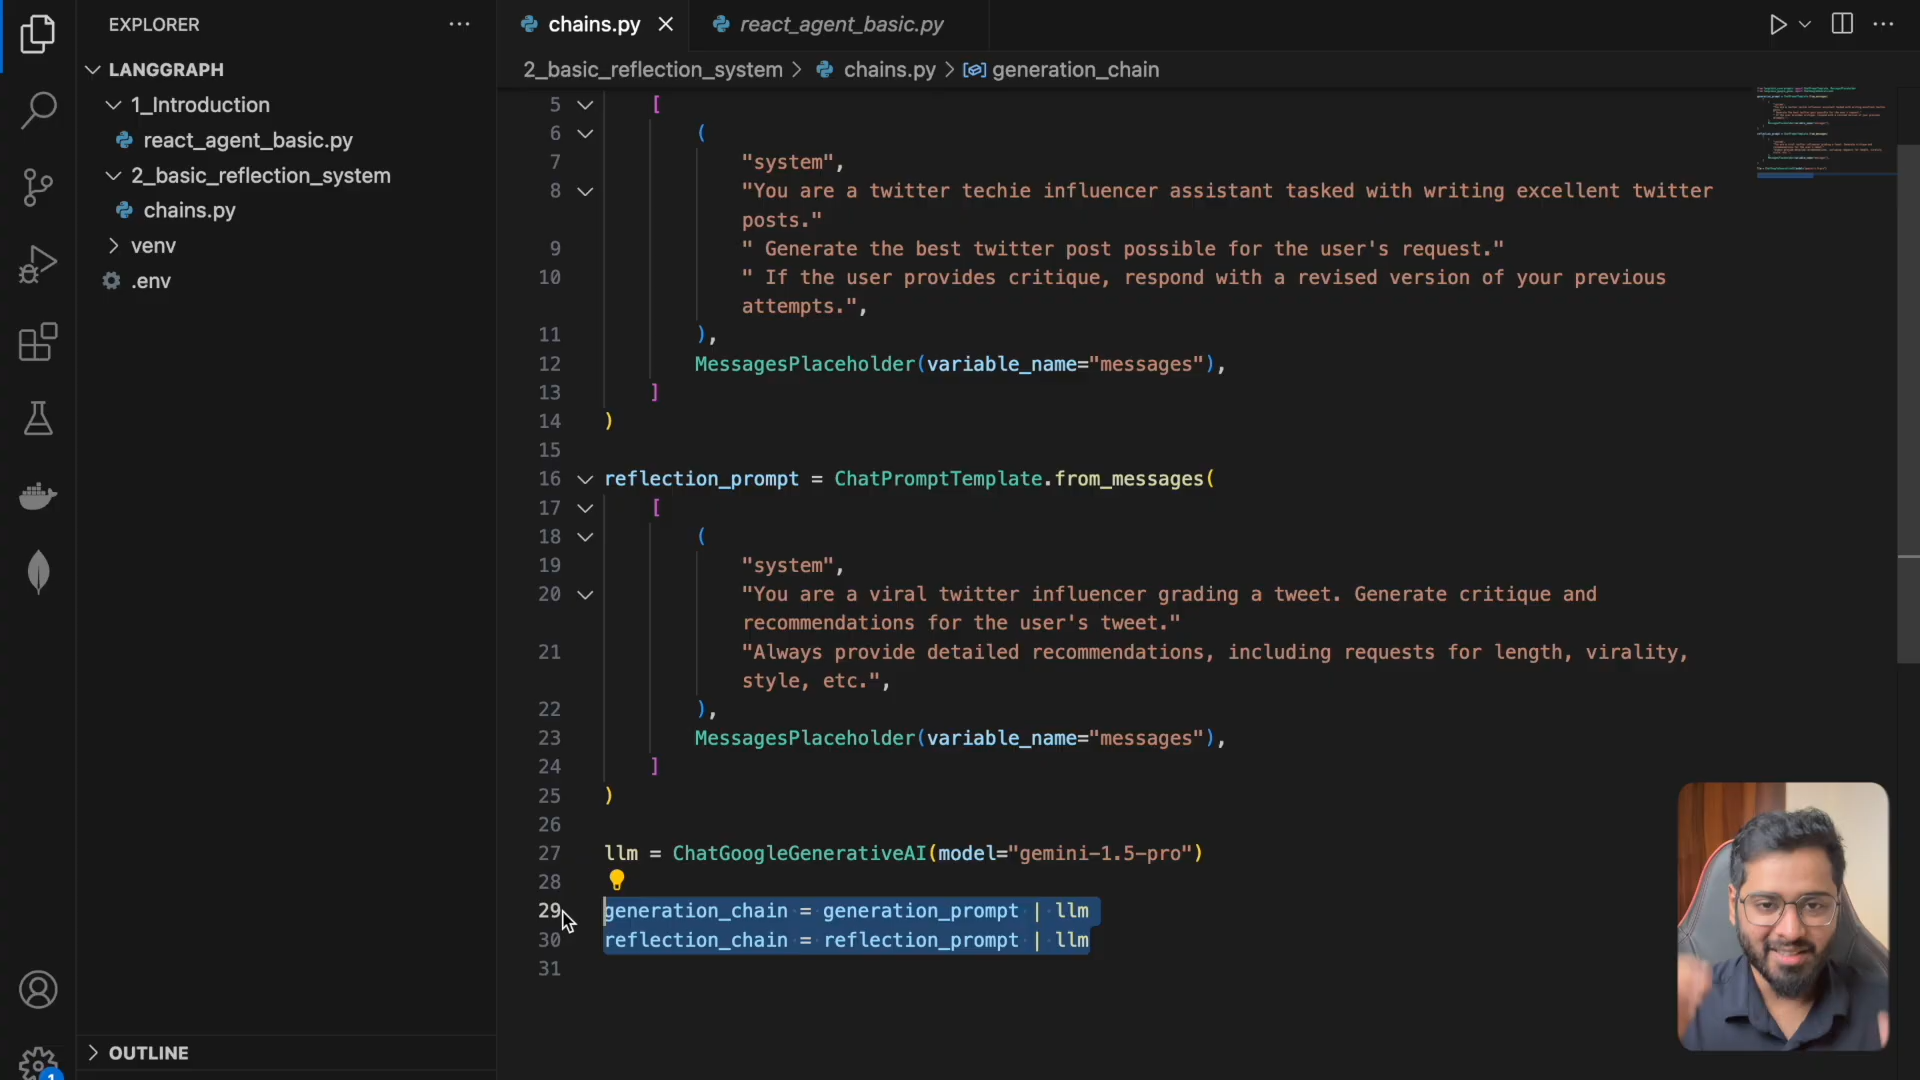 EXPLORER
LANGGRAPH
1_Introduction
react_agent_basic.py
2_basic_reflection_system
chains.py
venv
.env
OUTLINE
1
chains.py
react_agent_basic.py
2_basic_reflection_system > chains.py > generation_chain
5 [
6 (
7 "system",
8 "You are a twitter techie influencer assistant tasked with writing excellent twitter
posts."
9 " Generate the best twitter post possible for the user's request."
10 " If the user provides critique, respond with a revised version of your previous
attempts.",
11 ),
12 MessagesPlaceholder(variable_name="messages"),
13 ]
14 )
15
16 reflection_prompt = ChatPromptTemplate.from_messages(
17 [
18 (
19 "system",
20 "You are a viral twitter influencer grading a tweet. Generate critique and
recommendations for the user's tweet."
21 "Always provide detailed recommendations, including requests for length, virality,
style, etc.",
22 ),
23 MessagesPlaceholder(variable_name="messages"),
24 ]
25 )
26
27 llm = ChatGoogleGenerativeAI(model="gemini-1.5-pro")
28
29 generation_chain = generation_prompt | llm
30 reflection_chain = reflection_prompt | llm
31